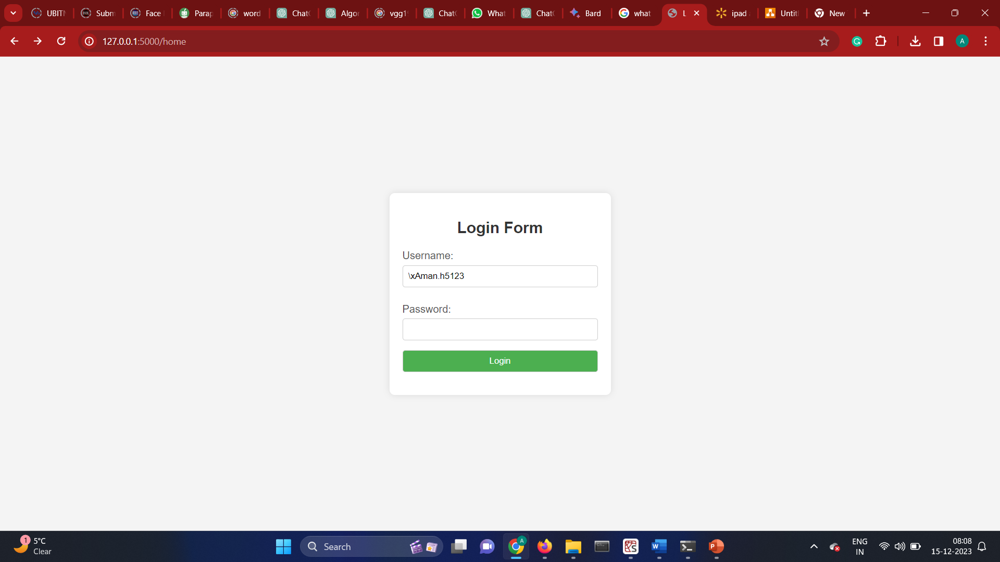 UBIT
Subm
Face
Parap
word
Chat
Algor
vgg1
Chat
What
Chat
Bard
what
L
ipad
Untit
New
127.0.0.1:5000/home
A
Login Form
Username:
\xAman.h5123
Password:
Login
1
5°C
Clear
Search
A
ENG
IN
08:08
15-12-2023